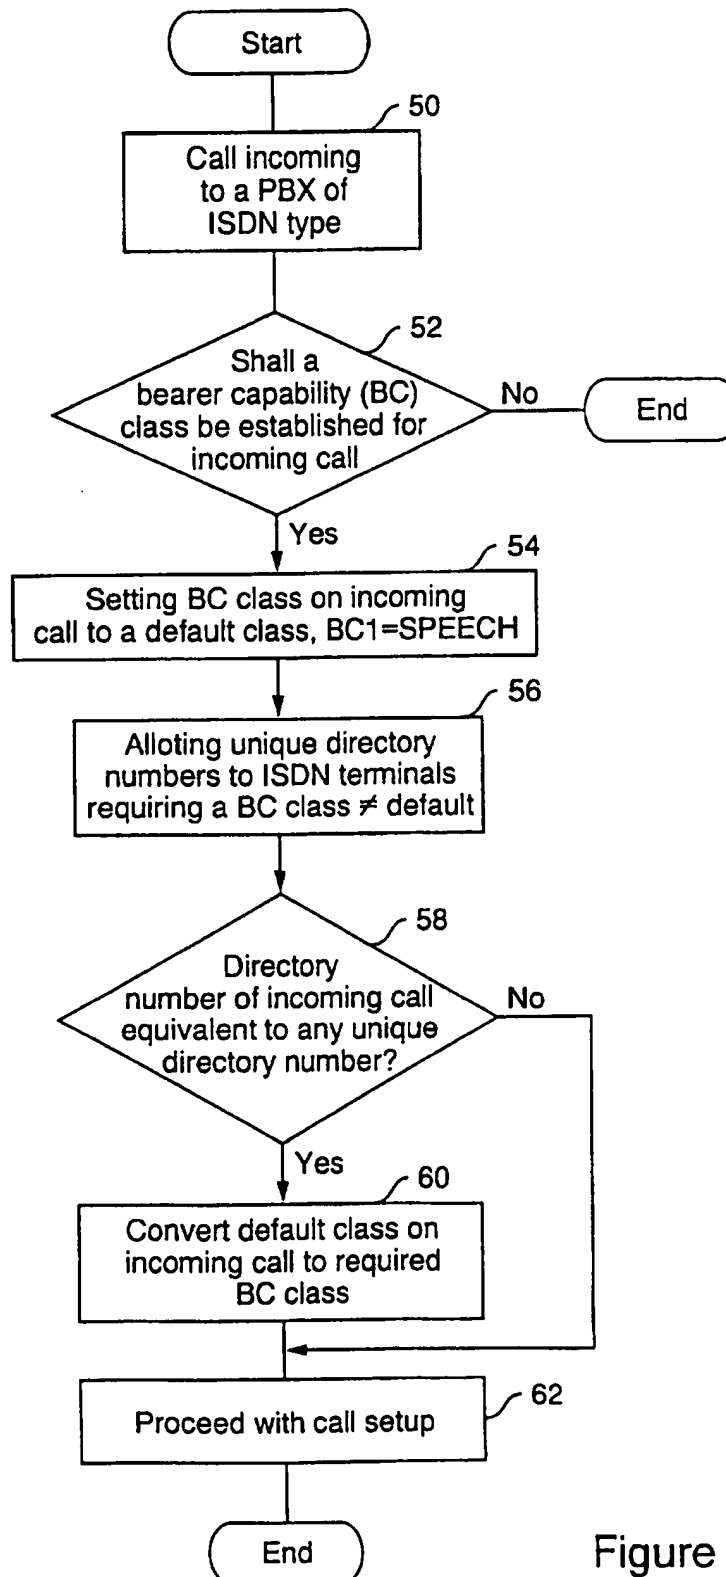 Start
50
Call incoming
to a PBX of
ISDN type
52
Shall a
bearer capability (BC)
class be established for
incoming call
No
End
Yes
54
Setting BC class on incoming
call to a default class, BC1=SPEECH
56
Alloting unique directory
numbers to ISDN terminals
requiring a BC class ≠ default
58
Directory
number of incoming call
equivalent to any unique
directory number?
No
Yes
60
Convert default class on
incoming call to required
BC class
62
Proceed with call setup
End
Figure